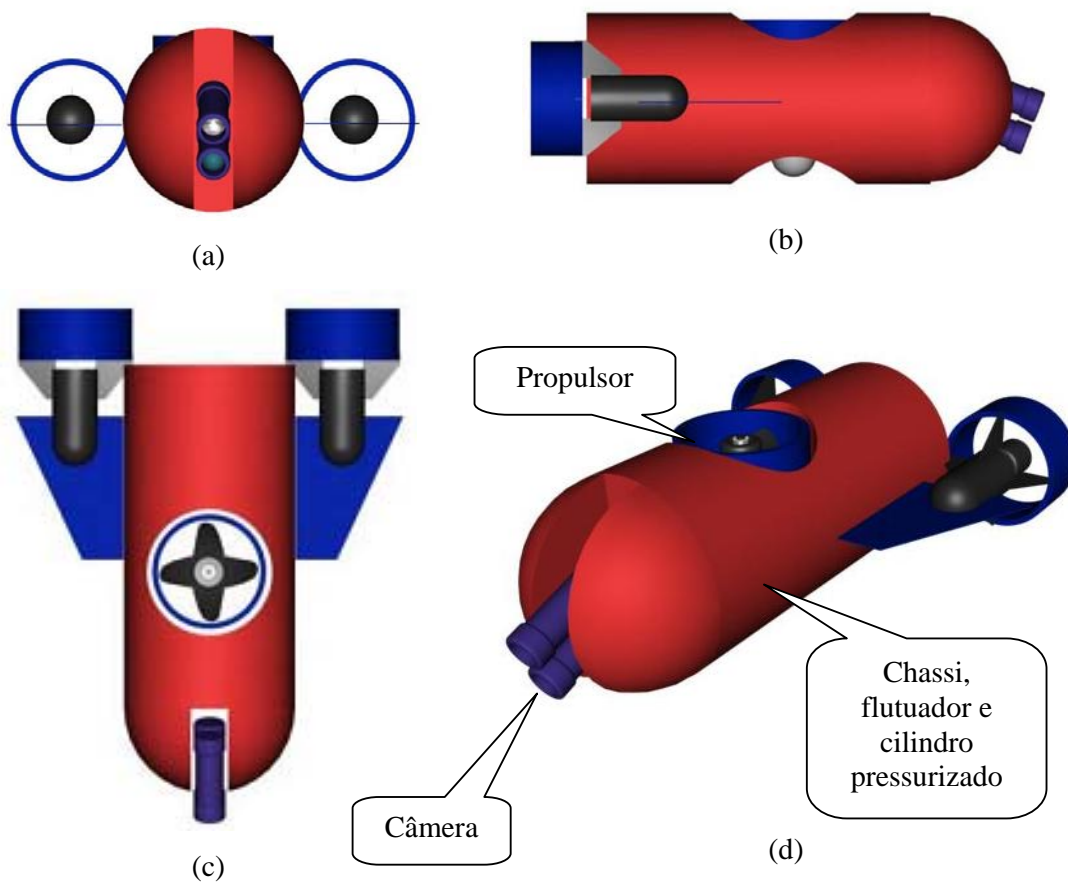 (a)
(b)
Propulsor
Chassi,
flutuador e
cilindro
pressurizado
Câmera
(c)
(d)